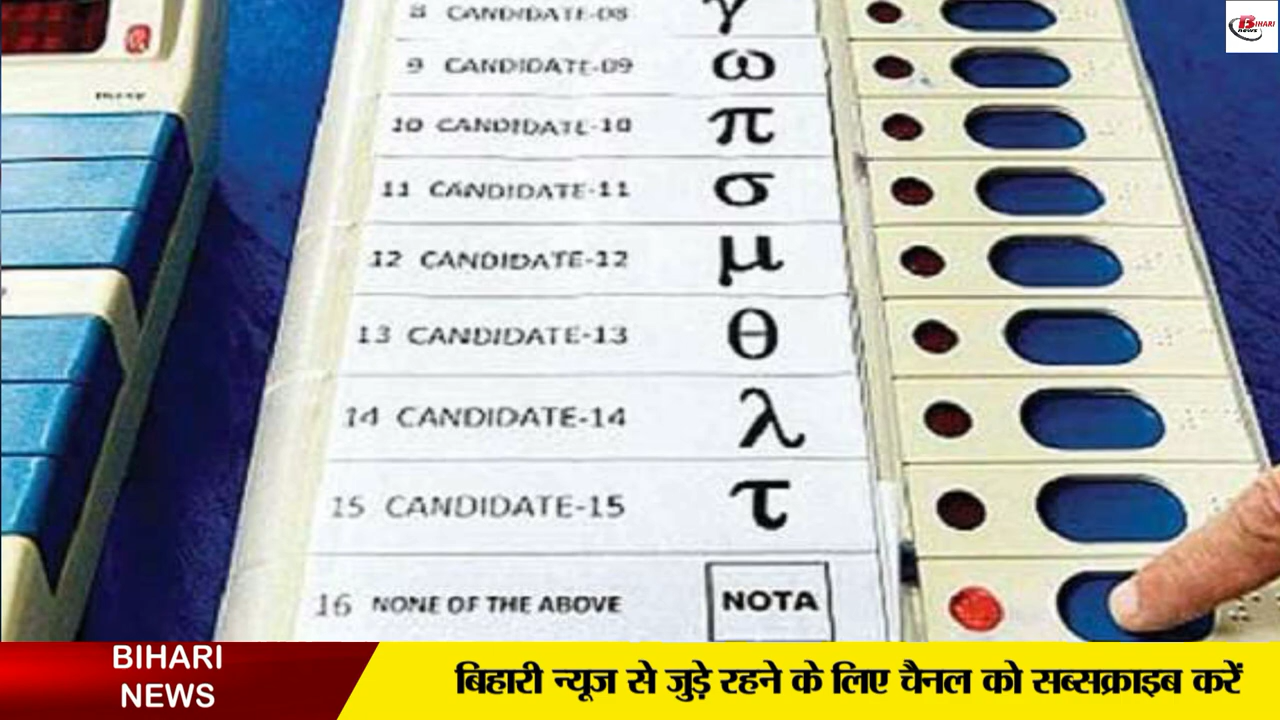 8 CANDIDATE-08 γ
9 CANDIDATE-09 ω
10 CANDIDATE-10 π
11 CANDIDATE-11 σ
12 CANDIDATE-12 μ
13 CANDIDATE-13 θ
14 CANDIDATE-14 λ
15 CANDIDATE-15 τ
16 NONE OF THE ABOVE NOTA
BIHARI NEWS
BIHARI
NEWS
बिहारी न्यूज से जुड़े रहने के लिए चैनल को सब्सक्राइब करें